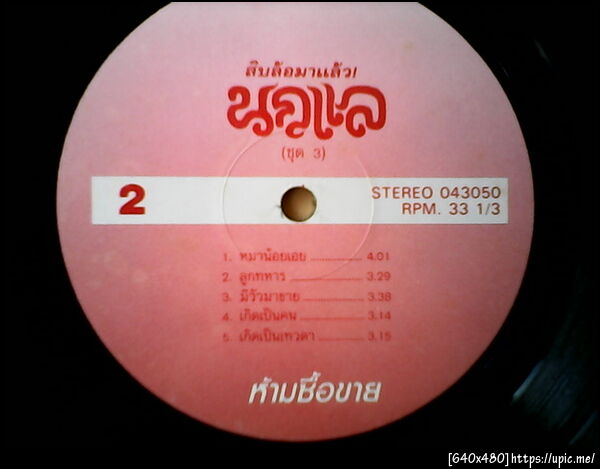 สิบล้อมาแล้ว!
นกแล
(ชุด 3)
2
STEREO 043050
RPM. 33 1/3
1. หมาน้อยเอย 4.01
2. ลูกทหาร 3.29
3. มีวัวมาขาย 3.38
4. เกิดเป็นคน 3.14
5. เกิดเป็นเทวดา 3.15
ห้ามซื้อขาย
[640x480]https://upic.me/